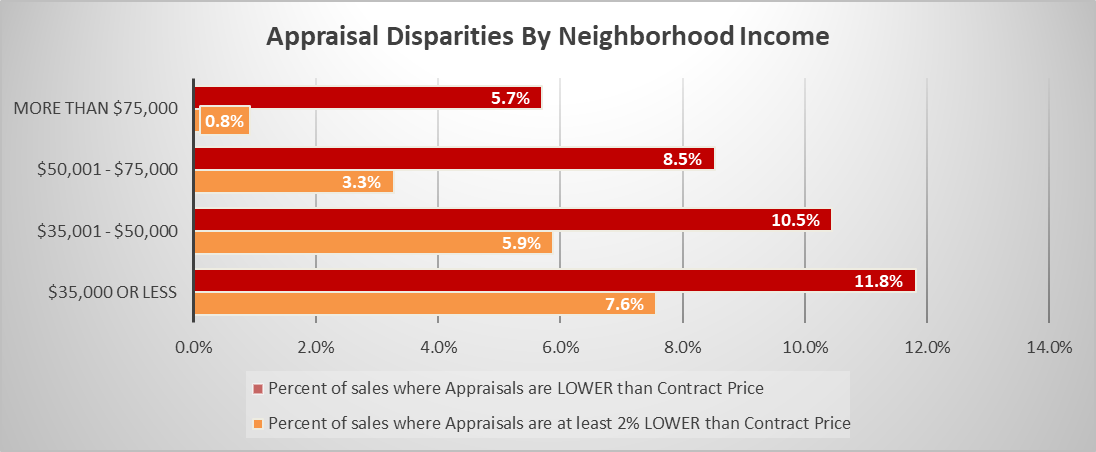 Appraisal Disparities By Neighborhood Income
MORE THAN $75,000
5.7%
0.8%
$50,001 - $75,000
8.5%
3.3%
$35,001 - $50,000
10.5%
5.9%
$35,000 OR LESS
11.8%
7.6%
0.0% 2.0% 4.0% 6.0% 8.0% 10.0% 12.0% 14.0%
Percent of sales where Appraisals are LOWER than Contract Price
Percent of sales where Appraisals are at least 2% LOWER than Contract Price